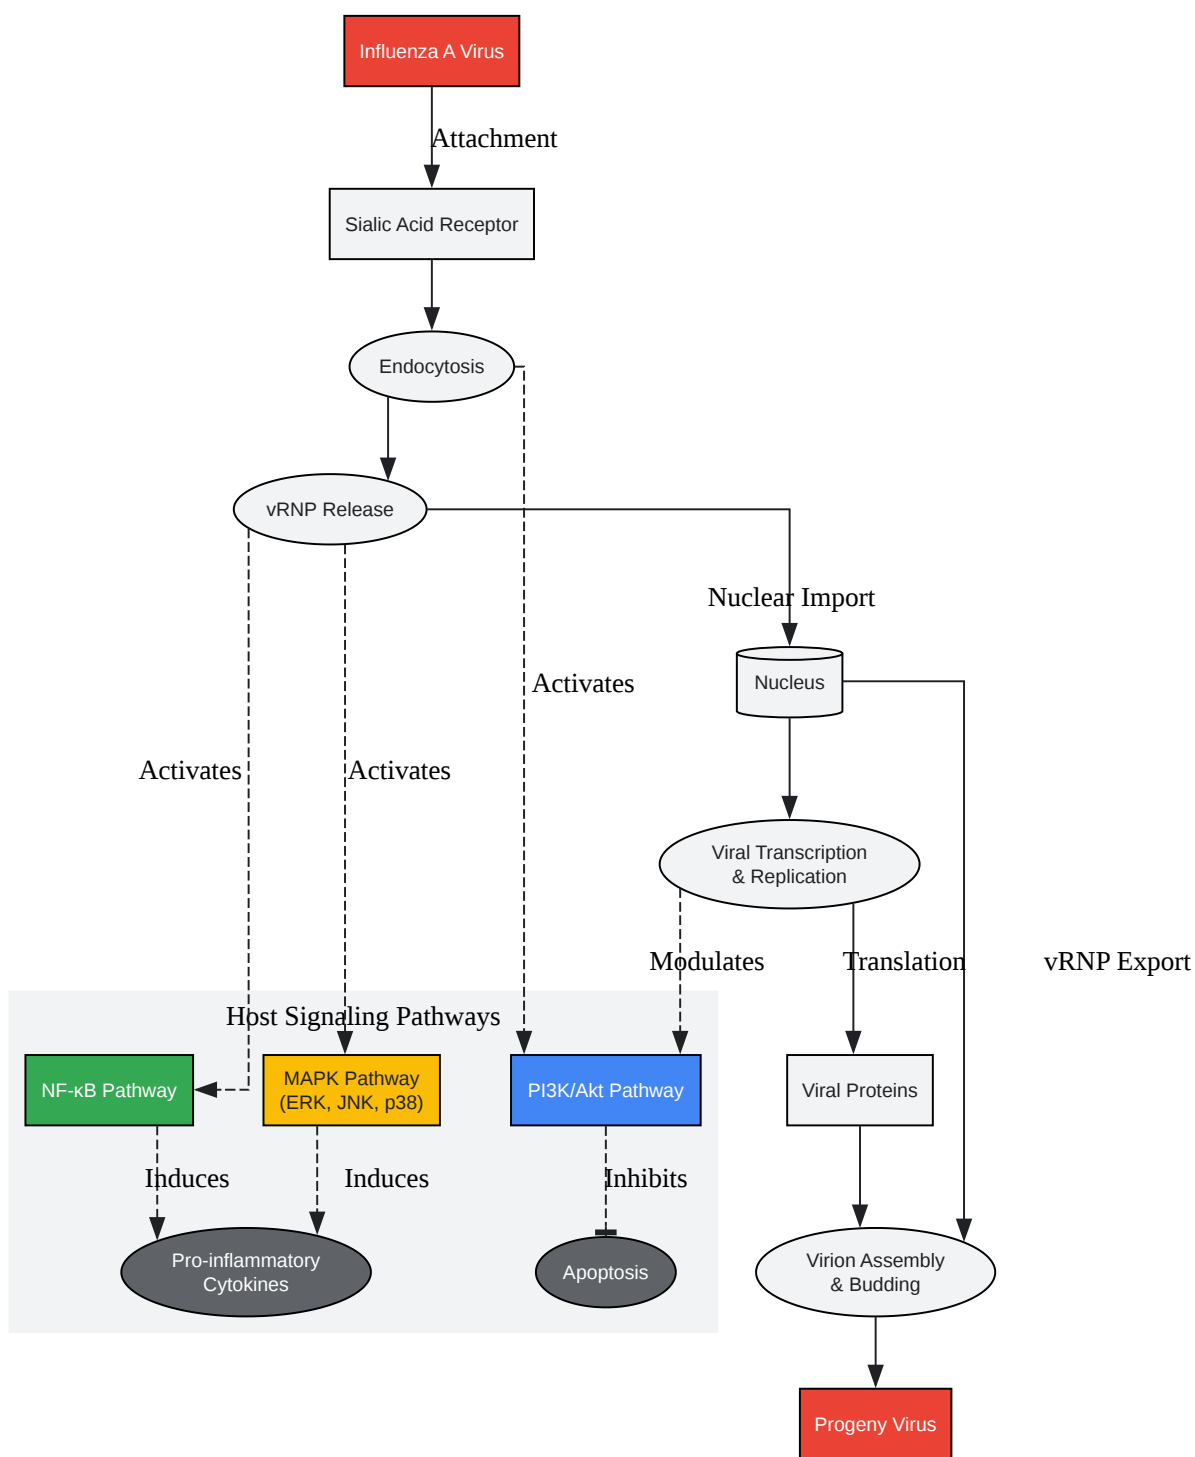 Influenza A Virus
Attachment
Sialic Acid Receptor
Endocytosis
vRNP Release
Nuclear Import
Nucleus
Activates
Activates
Activates
Viral Transcription
& Replication
Modulates
Translation
vRNP Export
Host Signaling Pathways
NF-κB Pathway
MAPK Pathway
(ERK, JNK, p38)
PI3K/Akt Pathway
Viral Proteins
Induces
Induces
Inhibits
Pro-inflammatory
Cytokines
Apoptosis
Virion Assembly
& Budding
Progeny Virus